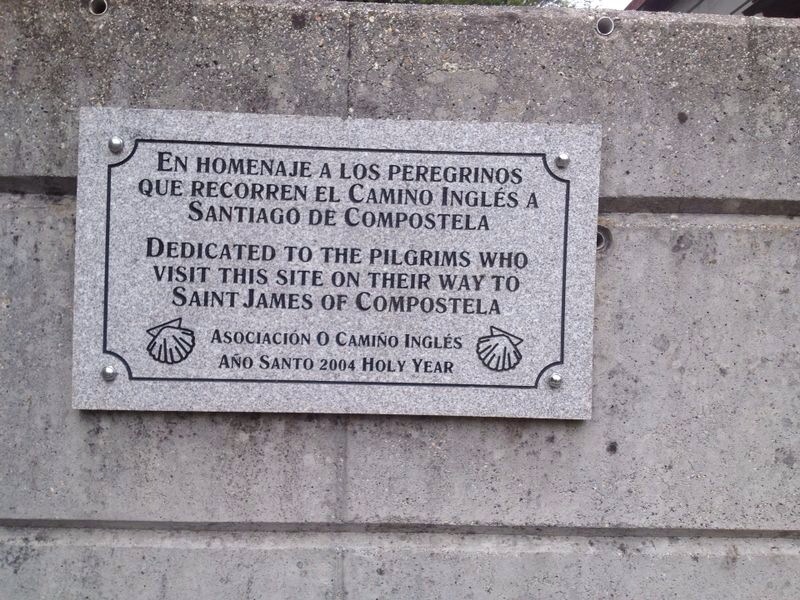 EN HOMENAJE A LOS PEREGRINOS
QUE RECORREN EL CAMINO INGLÉS A
SANTIAGO DE COMPOSTELA
DEDICATED TO THE PILGRIMS WHO
VISIT THIS SITE ON THEIR WAY TO
SAINT JAMES OF COMPOSTELA
ASOCIACIÓN O CAMIÑO INGLÉS
AÑO SANTO 2004 HOLY YEAR